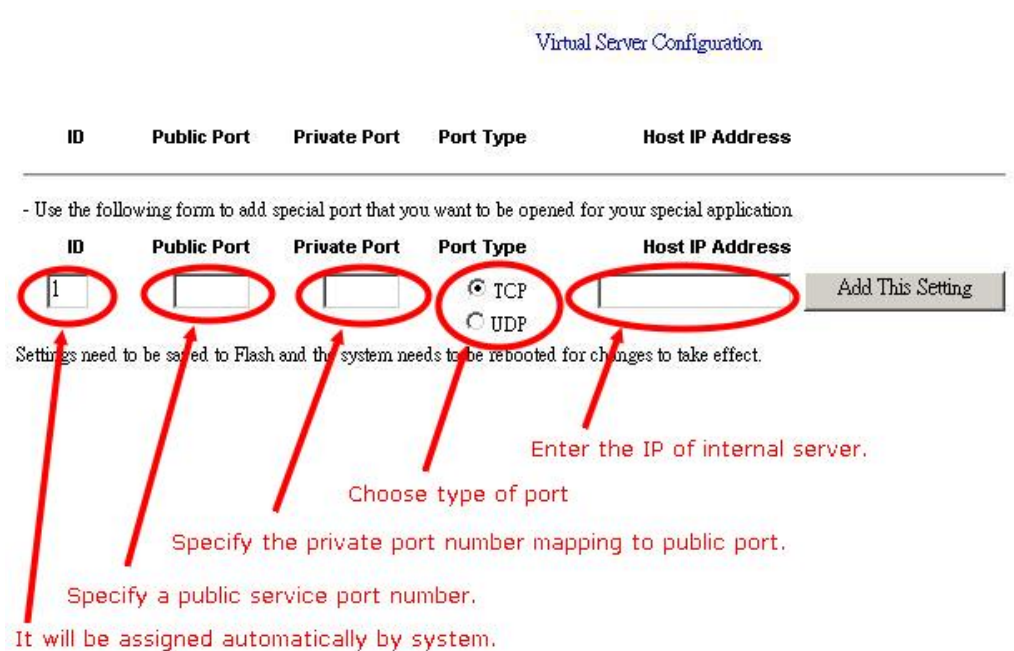 Virtual Server Configuration
ID Public Port Private Port Port Type Host IP Address
- Use the following form to add special port that you want to be opened for your special application
ID Public Port Private Port Port Type Host IP Address
1 TCP Add This Setting
UDP
Settings need to be saved to Flash and the system needs to be rebooted for changes to take effect.
Enter the IP of internal server.
Choose type of port
Specify the private port number mapping to public port.
Specify a public service port number.
It will be assigned automatically by system.